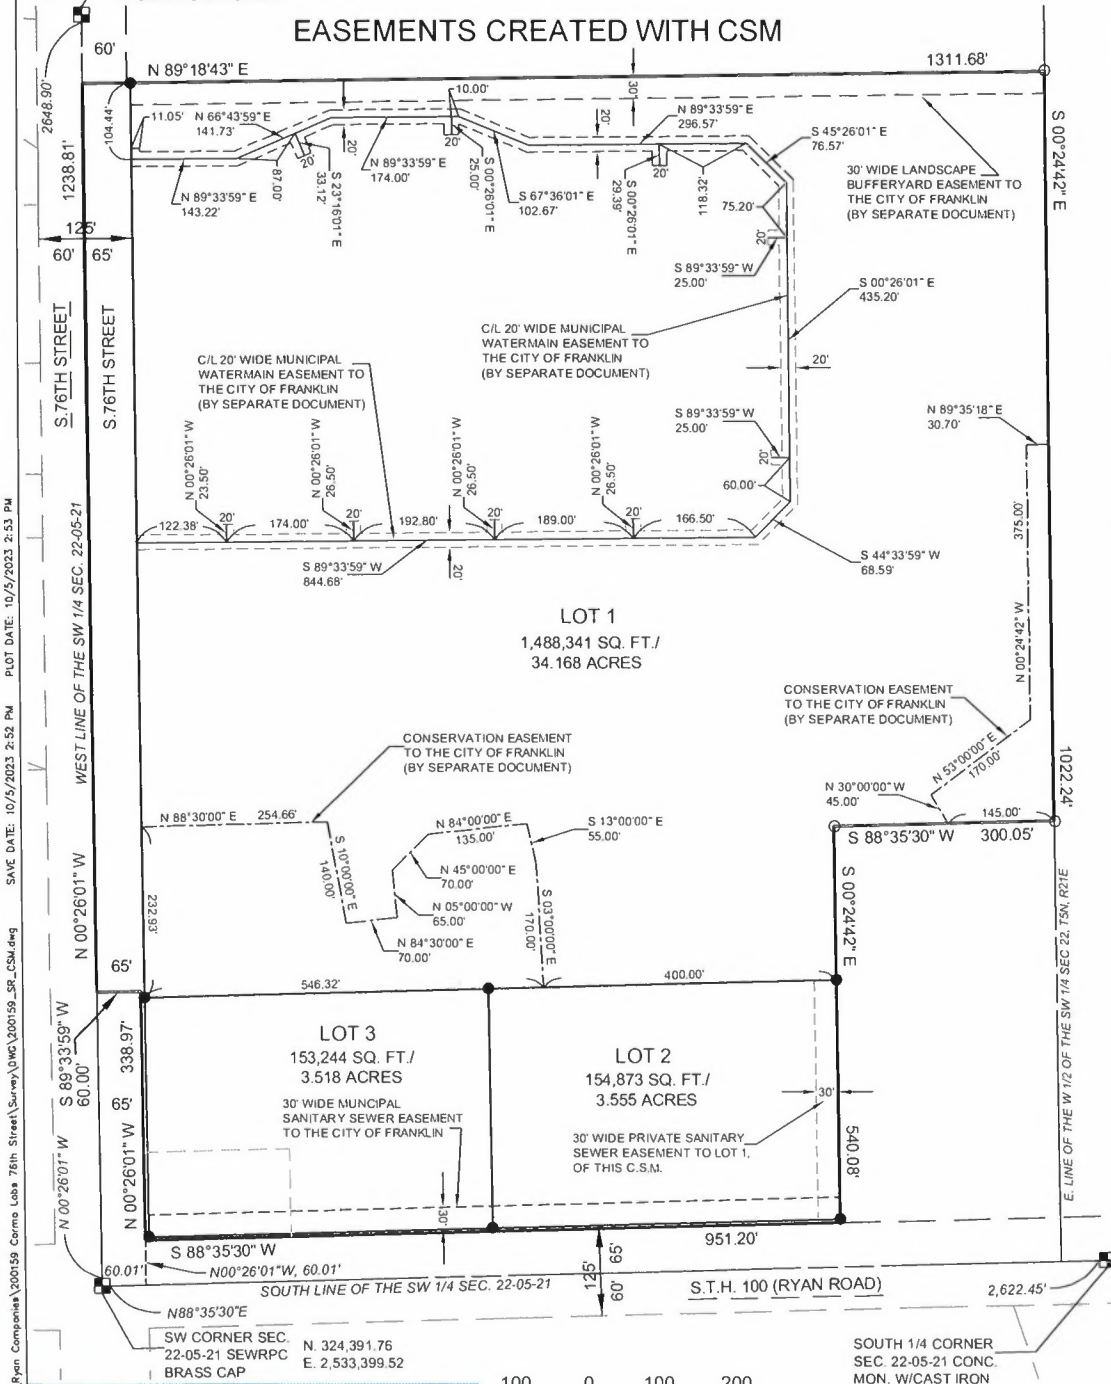 EASEMENTS CREATED WITH CSM
60'
N 89°18'43" E
1311.68'
2648.90'
30'
104.44'
11.05'
N 66°43'59" E
141.73'
10.00'
20'
N 89°33'59" E
296.57'
S 45°26'01" E
76.57'
S 00°24'42" E
1238.81'
N 89°33'59" E
143.22'
87.00'
20'
S 23°16'01" E
33.12'
20'
N 89°33'59" E
174.00'
20'
S 00°26'01" E
25.00'
S 67°36'01" E
102.67'
S 00°26'01" E
29.39'
20'
118.32'
75.20'
20'
30' WIDE LANDSCAPE
BUFFERYARD EASEMENT TO
THE CITY OF FRANKLIN
(BY SEPARATE DOCUMENT)
125'
60'
65'
S 89°33'59" W
25.00'
S 00°26'01" E
435.20'
S.76TH STREET
S.76TH STREET
C/L 20' WIDE MUNICIPAL
WATERMAIN EASEMENT TO
THE CITY OF FRANKLIN
(BY SEPARATE DOCUMENT)
C/L 20' WIDE MUNICIPAL
WATERMAIN EASEMENT TO
THE CITY OF FRANKLIN
(BY SEPARATE DOCUMENT)
20'
N 89°35'18" E
30.70'
S 89°33'59" W
25.00'
20'
60.00'
N 00°26'01" W
23.50'
N 00°26'01" W
26.50'
N 00°26'01" W
26.50'
N 00°26'01" W
26.50'
20'
20'
20'
20'
122.38'
174.00'
192.80'
189.00'
166.50'
S 89°33'59" W
844.68'
20'
S 44°33'59" W
68.59'
375.00'
N 00°24'42" W
WEST LINE OF THE SW 1/4 SEC. 22-05-21
LOT 1
1,488,341 SQ. FT./
34.168 ACRES
CONSERVATION EASEMENT
TO THE CITY OF FRANKLIN
(BY SEPARATE DOCUMENT)
CONSERVATION EASEMENT
TO THE CITY OF FRANKLIN
(BY SEPARATE DOCUMENT)
N 53°00'00" E
170.00'
N 30°00'00" W
45.00'
145.00'
1022.24'
N 88°30'00" E
254.66'
N 84°00'00" E
135.00'
S 13°00'00" E
55.00'
S 88°35'30" W
300.05'
S 10°00'00" E
140.00'
N 45°00'00" E
70.00'
N 05°00'00" W
65.00'
N 84°30'00" E
70.00'
S 03°00'00" E
170.00'
S 00°24'42" E
N 00°26'01" W
232.93'
65'
546.32'
400.00'
S 89°33'59" W
60.00'
338.97'
65'
N 00°26'01" W
LOT 3
153,244 SQ. FT./
3.518 ACRES
LOT 2
154,873 SQ. FT./
3.555 ACRES
30' WIDE MUNCIPAL
SANITARY SEWER EASEMENT
TO THE CITY OF FRANKLIN
30' WIDE PRIVATE SANITARY
SEWER EASEMENT TO LOT 1,
OF THIS C.S.M.
30'
540.08'
E. LINE OF THE W 1/2 OF THE SW 1/4 SEC 22, T5N, R21E
N 00°26'01" W
30'
S 88°35'30" W
951.20'
60.01'
N00°26'01"W, 60.01'
SOUTH LINE OF THE SW 1/4 SEC. 22-05-21
125'
65'
60'
S.T.H. 100 (RYAN ROAD)
2,622.45'
N88°35'30"E
SW CORNER SEC.
22-05-21 SEWRPC
BRASS CAP
N. 324,391.76
E. 2,533,399.52
SOUTH 1/4 CORNER
SEC. 22-05-21 CONC.
MON. W/CAST IRON
100 0 100 200
Ryan Companies\200159 Cormo Labs 76th Street\Survey\DWG\200159_SR_CSM.dwg SAVE DATE: 10/5/2023 2:52 PM PLOT DATE: 10/5/2023 2:53 PM